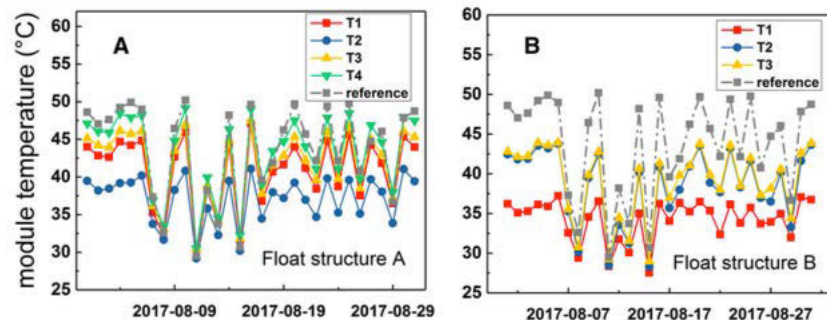 module temperature (°C)
60
55
50
45
40
35
30
25
A
T1
T2
T3
T4
reference
Float structure A
2017-08-09
2017-08-19
2017-08-29
60
55
50
45
40
35
30
25
B
T1
T2
T3
reference
Float structure B
2017-08-07
2017-08-17
2017-08-27